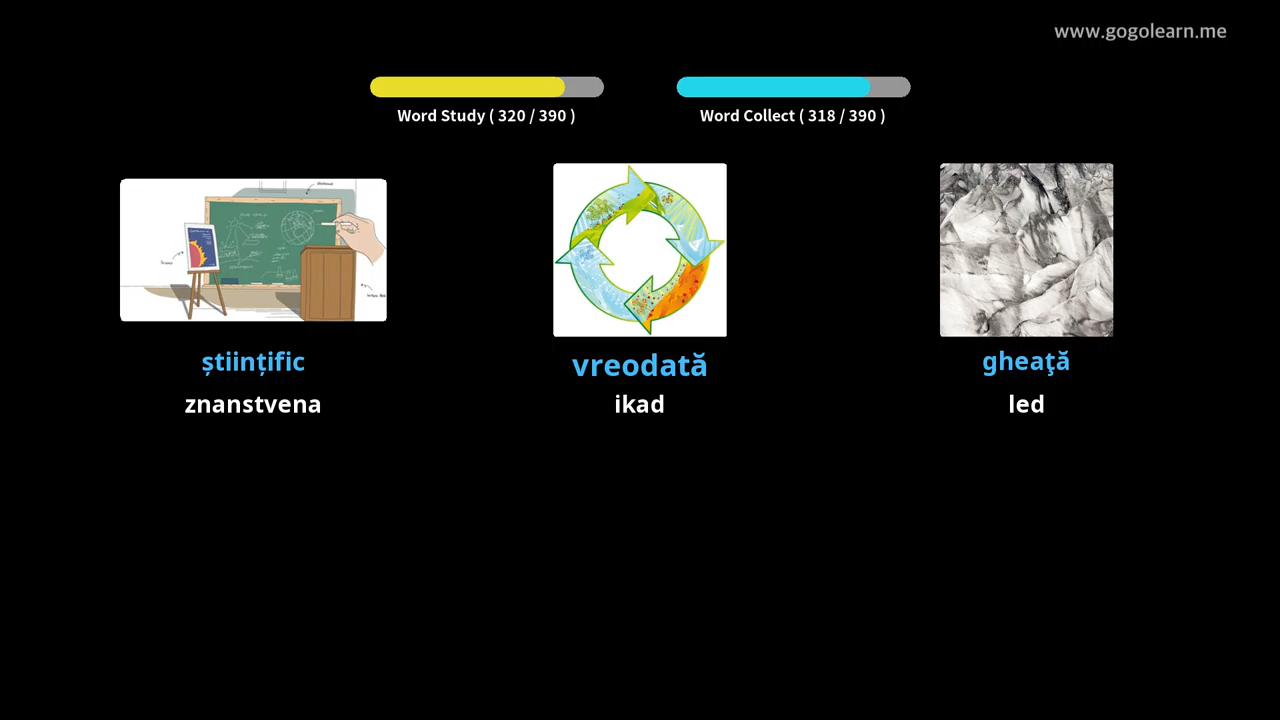 www.gogolearn.me
Word Study ( 320 / 390 )
Word Collect ( 318 / 390 )
științific
vreodată
gheaţă
znanstvena
ikad
led